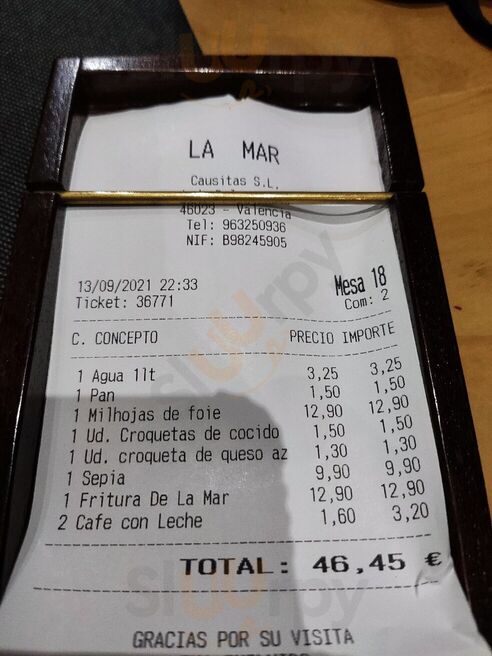 LA MAR
Causitas S.L.
46023 - Valencia
Tel: 963250936
NIF: B98245905
13/09/2021 22:33 Mesa 18
Ticket: 36771 Com: 2
C. CONCEPTO PRECIO IMPORTE
1 Agua 1lt 3,25 3,25
1 Pan 1,50 1,50
1 Milhojas de foie 12,90 12,90
1 Ud. Croquetas de cocido 1,50 1,50
1 Ud. croqueta de queso az 1,30 1,30
1 Sepia 9,90 9,90
1 Fritura De La Mar 12,90 12,90
2 Cafe con Leche 1,60 3,20
TOTAL: 46,45 €
GRACIAS POR SU VISITA
sluurpy
sluurpy